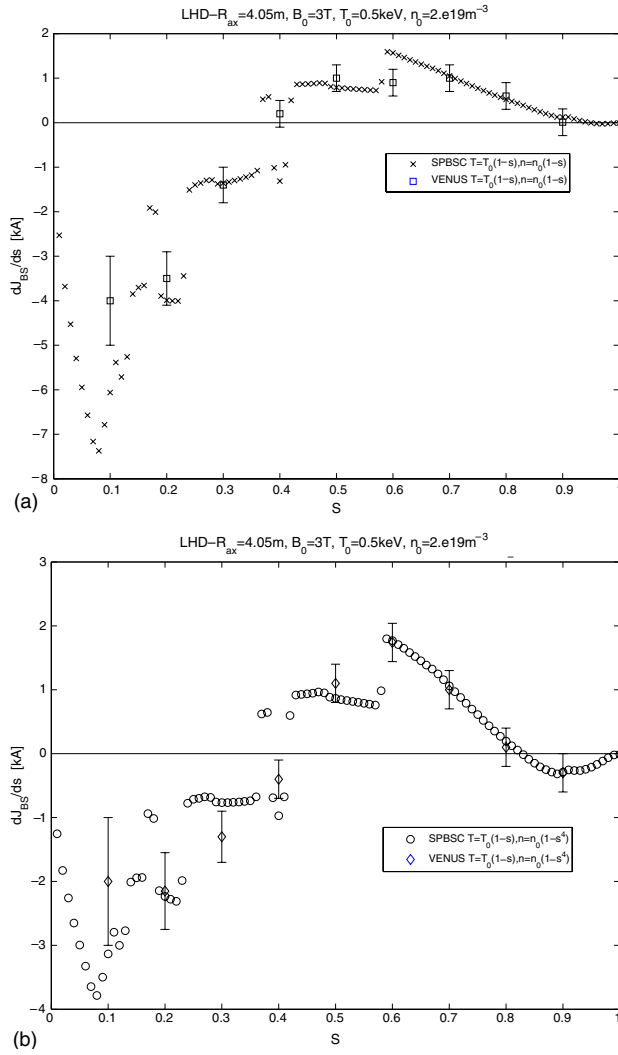 LHD−R_ax=4.05m, B_0=3T, T_0=0.5keV, n_0=2.e19m^−3
2
1
0
−1
−2
−3
−4
−5
−6
−7
−8
dJ_BS/ds [kA]
SPBSC T=T_0(1−s),n=n_0(1−s)
VENUS T=T_0(1−s),n=n_0(1−s)
0 0.1 0.2 0.3 0.4 0.5 0.6 0.7 0.8 0.9 1
S
(a)
LHD−R_ax=4.05m, B_0=3T, T_0=0.5keV, n_0=2.e19m^−3
3
2
1
0
−1
−2
−3
−4
dJ_BS/ds [kA]
SPBSC T=T_0(1−s),n=n_0(1−s^4)
VENUS T=T_0(1−s),n=n_0(1−s^4)
0 0.1 0.2 0.3 0.4 0.5 0.6 0.7 0.8 0.9 1
S
(b)